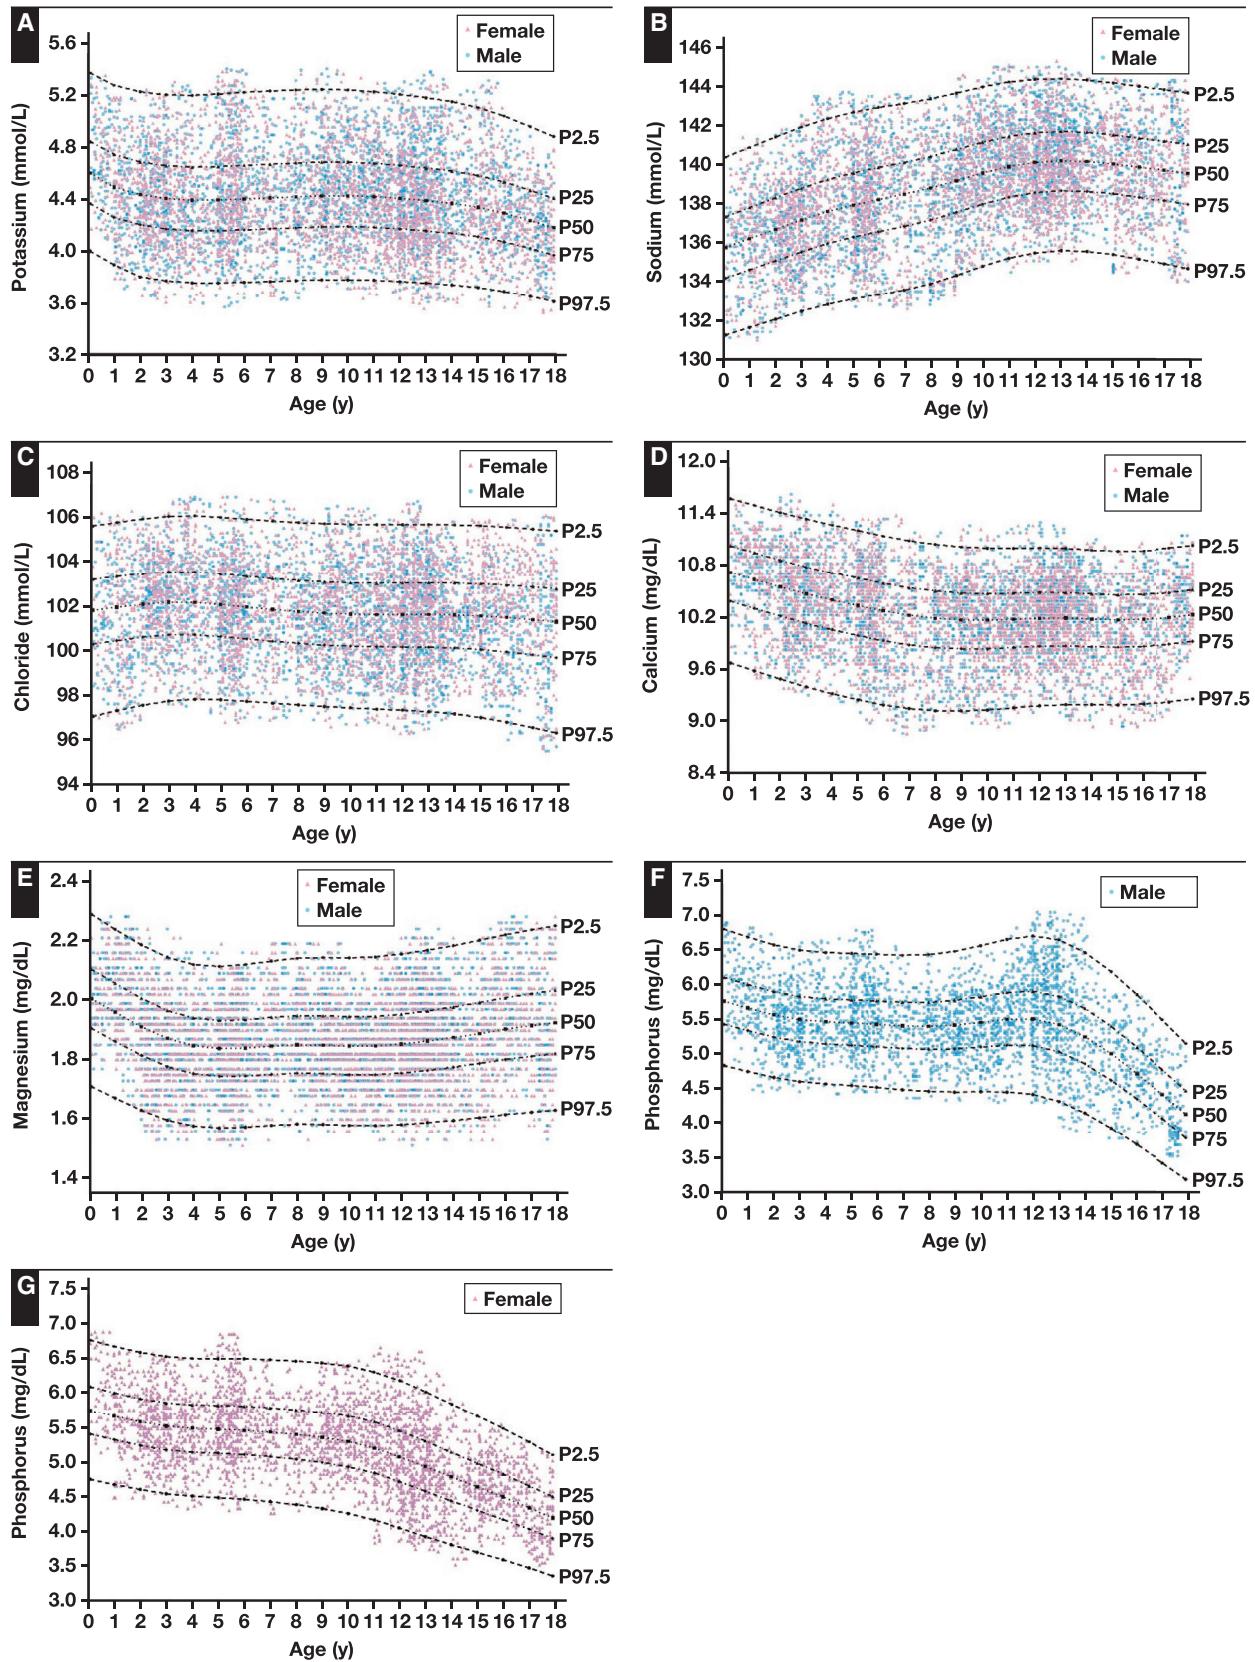 A
Female
Male
5.6
5.2
4.8
4.4
4.0
3.6
3.2
Potassium (mmol/L)
P2.5
P25
P50
P75
P97.5
0 1 2 3 4 5 6 7 8 9 10 11 12 13 14 15 16 17 18
Age (y)
B
Female
Male
146
144
142
140
138
136
134
132
130
Sodium (mmol/L)
P2.5
P25
P50
P75
P97.5
0 1 2 3 4 5 6 7 8 9 10 11 12 13 14 15 16 17 18
Age (y)
C
Female
Male
108
106
104
102
100
98
96
94
Chloride (mmol/L)
P2.5
P25
P50
P75
P97.5
0 1 2 3 4 5 6 7 8 9 10 11 12 13 14 15 16 17 18
Age (y)
D
Female
Male
12.0
11.4
10.8
10.2
9.6
9.0
8.4
Calcium (mg/dL)
P2.5
P25
P50
P75
P97.5
0 1 2 3 4 5 6 7 8 9 10 11 12 13 14 15 16 17 18
Age (y)
E
Female
Male
2.4
2.2
2.0
1.8
1.6
1.4
Magnesium (mg/dL)
P2.5
P25
P50
P75
P97.5
0 1 2 3 4 5 6 7 8 9 10 11 12 13 14 15 16 17 18
Age (y)
F
Male
7.5
7.0
6.5
6.0
5.5
5.0
4.5
4.0
3.5
3.0
Phosphorus (mg/dL)
P2.5
P25
P50
P75
P97.5
0 1 2 3 4 5 6 7 8 9 10 11 12 13 14 15 16 17 18
Age (y)
G
Female
7.5
7.0
6.5
6.0
5.5
5.0
4.5
4.0
3.5
3.0
Phosphorus (mg/dL)
P2.5
P25
P50
P75
P97.5
0 1 2 3 4 5 6 7 8 9 10 11 12 13 14 15 16 17 18
Age (y)